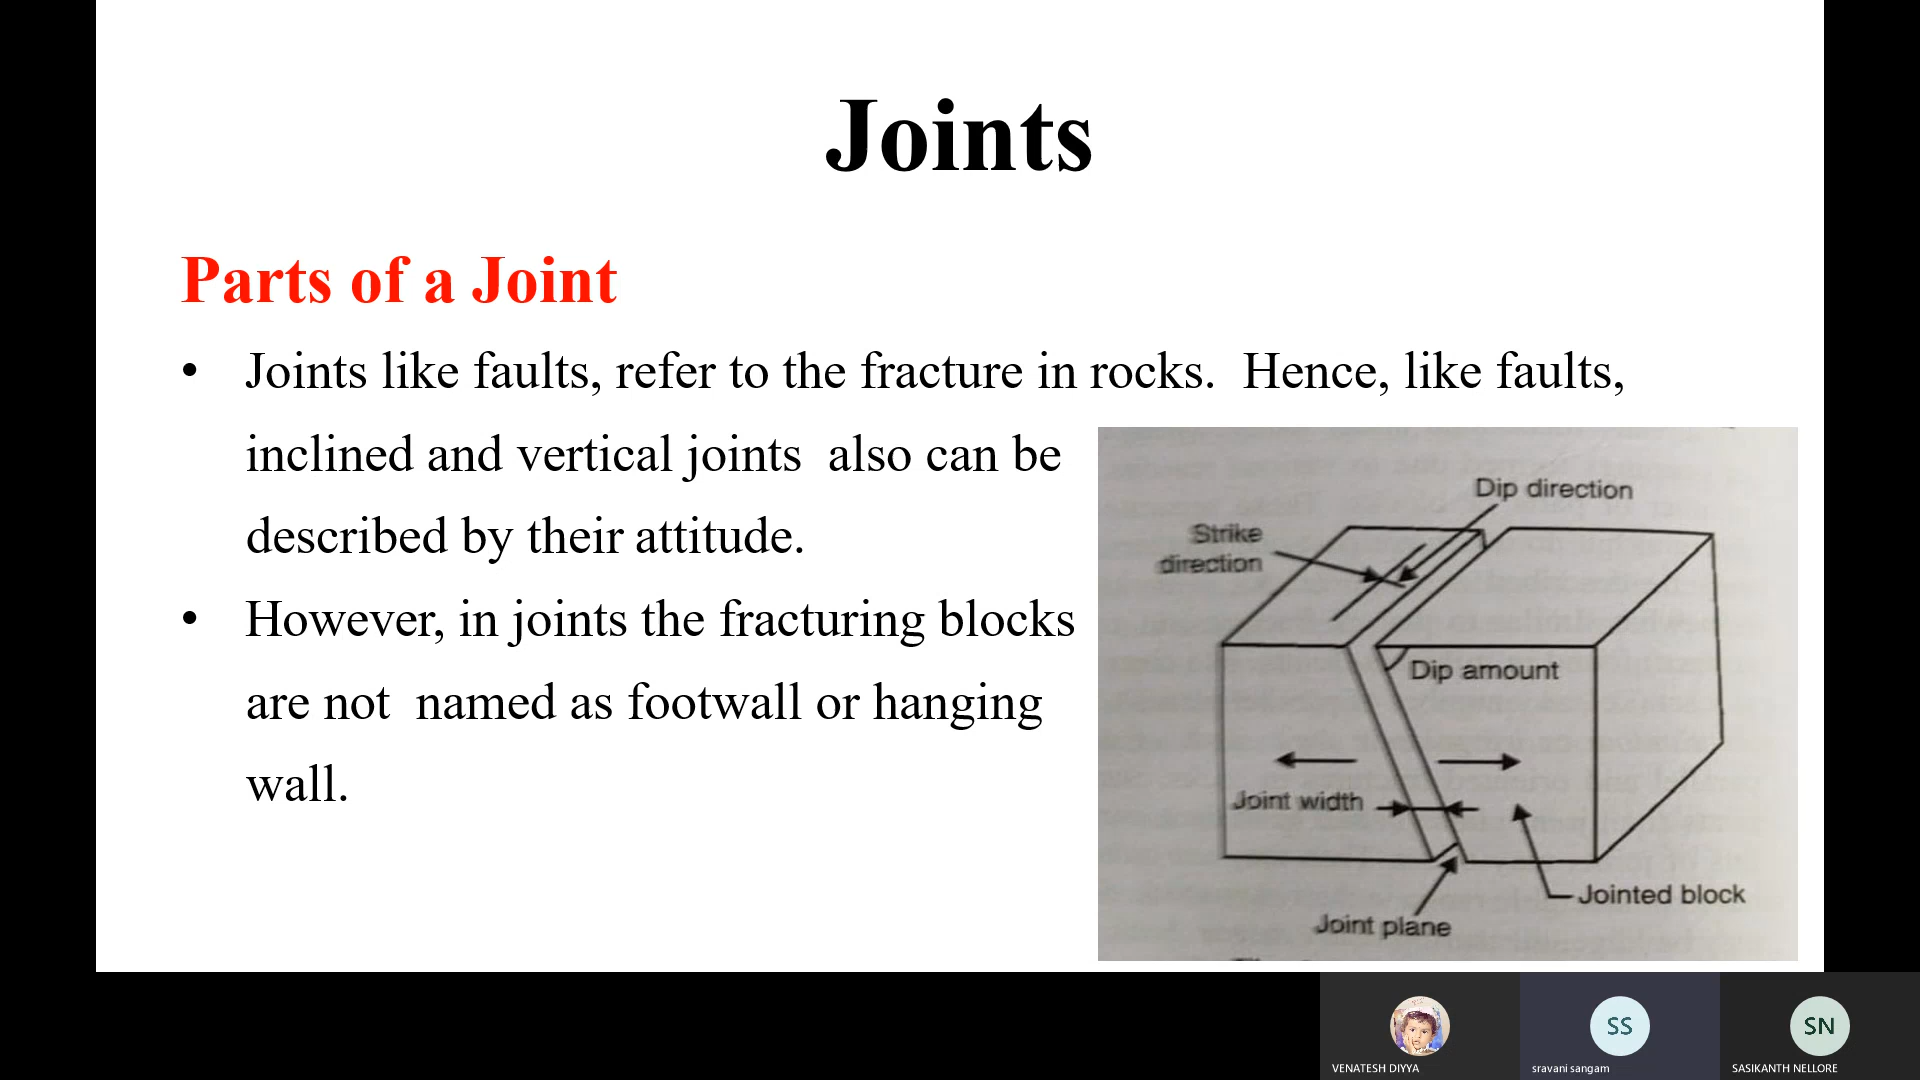 Joints
Parts of a Joint
• Joints like faults, refer to the fracture in rocks. Hence, like faults,
inclined and vertical joints also can be
described by their attitude.
• However, in joints the fracturing blocks
are not named as footwall or hanging
wall.
Dip direction
Strike
direction
Dip amount
Joint width
Jointed block
Joint plane
SS
SN
VENATESH DIYYA
sravani sangam
SASIKANTH NELLORE